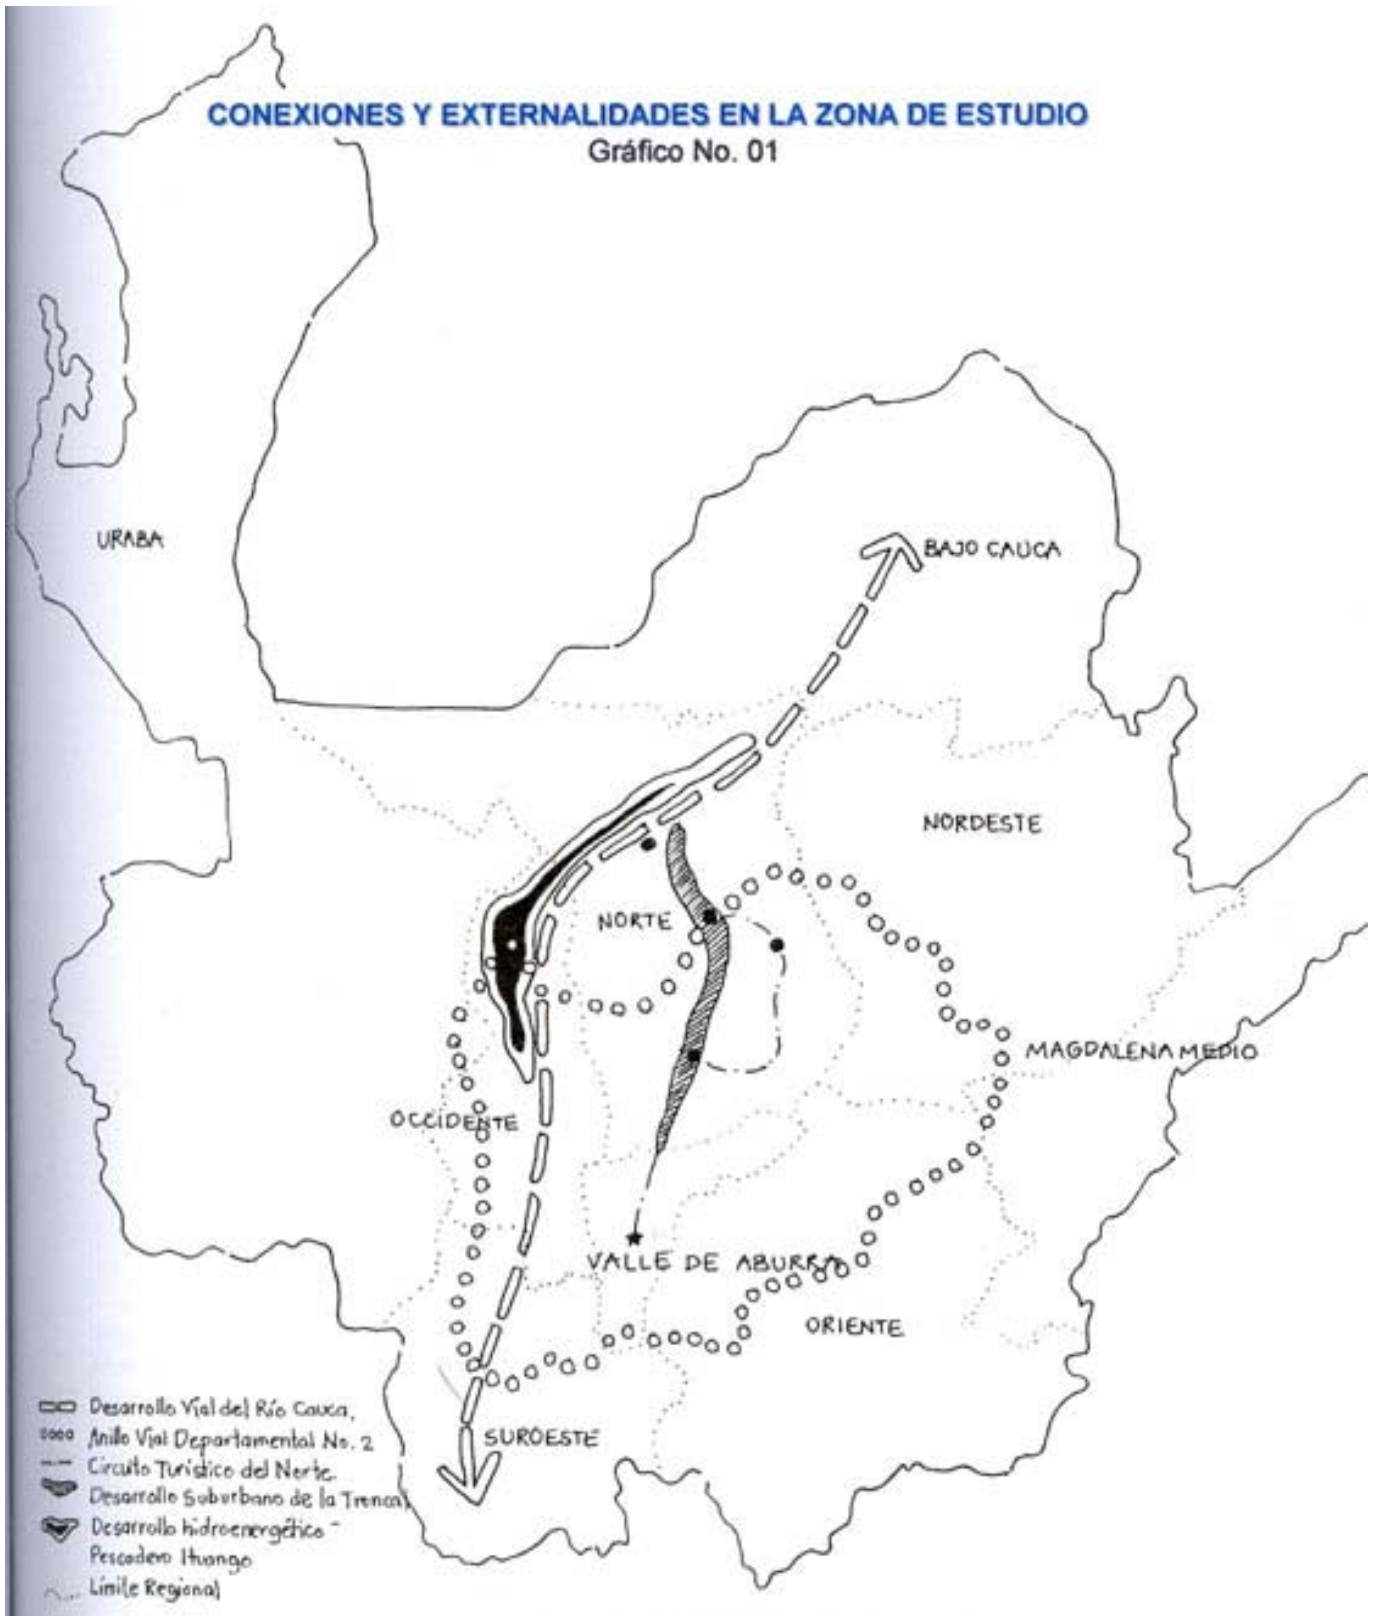 CONEXIONES Y EXTERNALIDADES EN LA ZONA DE ESTUDIO
Gráfico No. 01
URABA
BAJO CAUCA
NORDESTE
NORTE
MAGDALENA MEDIO
OCCIDENTE
VALLE DE ABURRA
ORIENTE
SUROESTE
Desarrollo Vial del Río Cauca,
Anillo Vial Departamental No. 2
Circuito Turístico del Norte.
Desarrollo Suburbano de la Troncal
Desarrollo hidroenergético -
Pescadero Ituango
Límite Regional